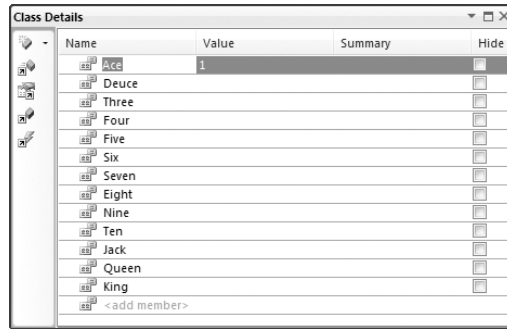 Class Details
Name Value Summary Hide
Ace 1
Deuce
Three
Four
Five
Six
Seven
Eight
Nine
Ten
Jack
Queen
King
<add member>